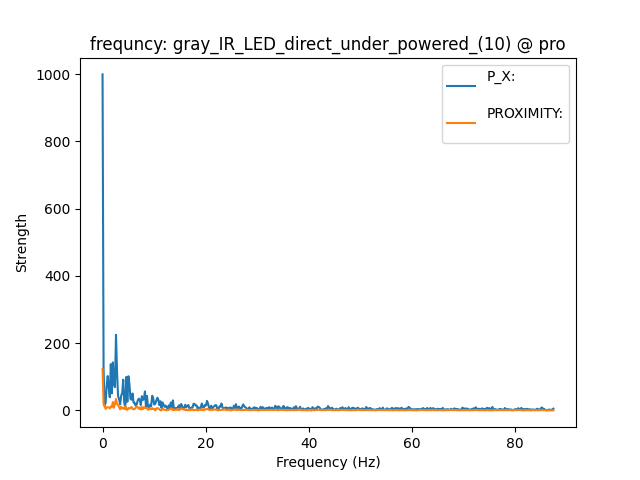 frequncy: gray_IR_LED_direct_under_powered_(10) @ pro
P_X:
PROXIMITY:
1000
800
600
400
200
0
Strength
0 20 40 60 80
Frequency (Hz)